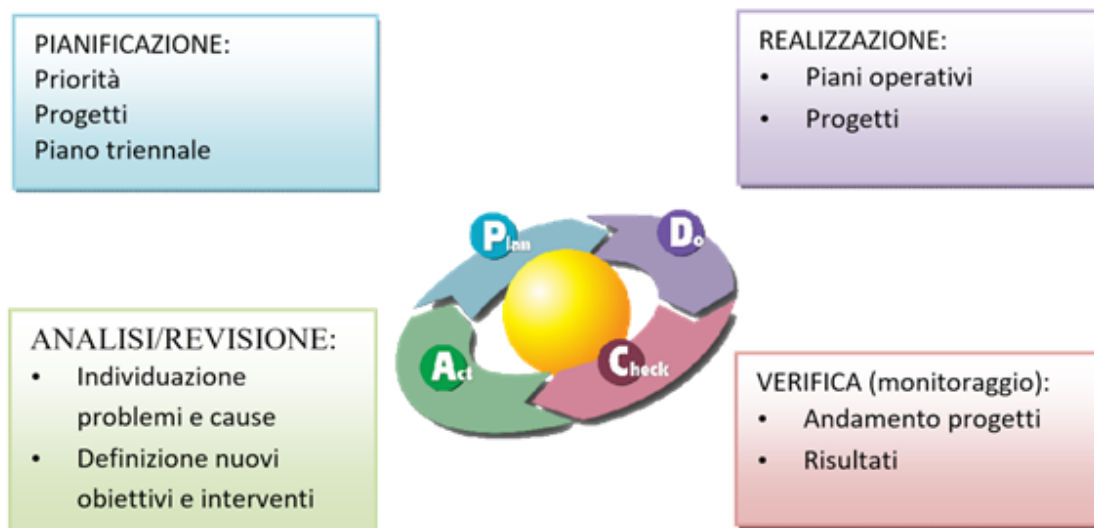 PIANIFICAZIONE:
Priorità
Progetti
Piano triennale
REALIZZAZIONE:
• Piani operativi
• Progetti
Plan
Do
Act
Check
ANALISI/REVISIONE:
• Individuazione
problemi e cause
• Definizione nuovi
obiettivi e interventi
VERIFICA (monitoraggio):
• Andamento progetti
• Risultati